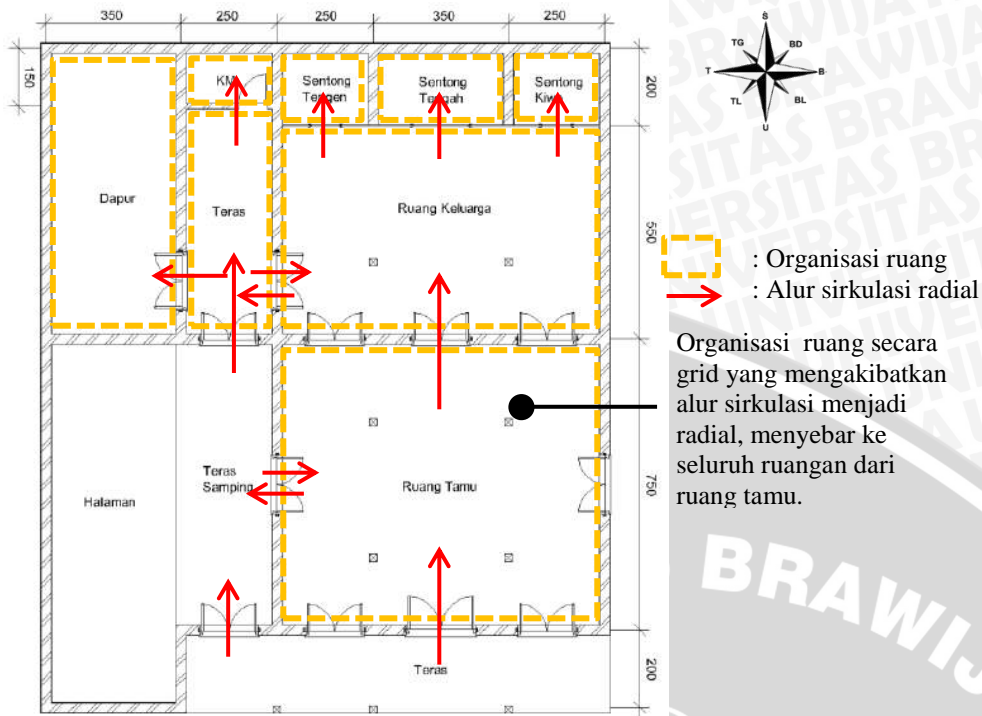 350 250 250 350 250
S
TG BD
T B
TL BL
U
150
KM
Sentong
Tengen
Sentong
Tengah
Sentong
Kiwo
200
Dapur
Teras
Ruang Keluarga
550
: Organisasi ruang
: Alur sirkulasi radial
Organisasi ruang secara
grid yang mengakibatkan
alur sirkulasi menjadi
radial, menyebar ke
seluruh ruangan dari
ruang tamu.
Halaman
Teras
Samping
Ruang Tamu
750
Teras
200
BRAWIJ